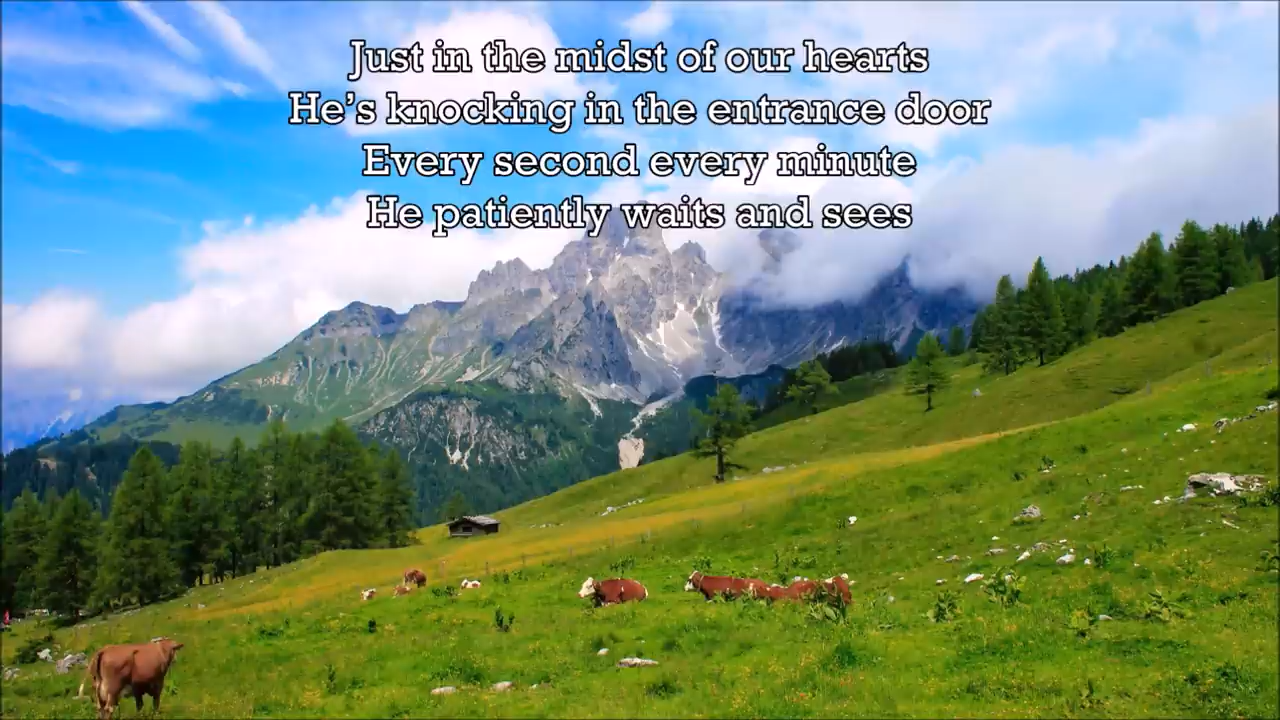 Just in the midst of our hearts
He's knocking in the entrance door
Every second every minute
He patiently waits and sees